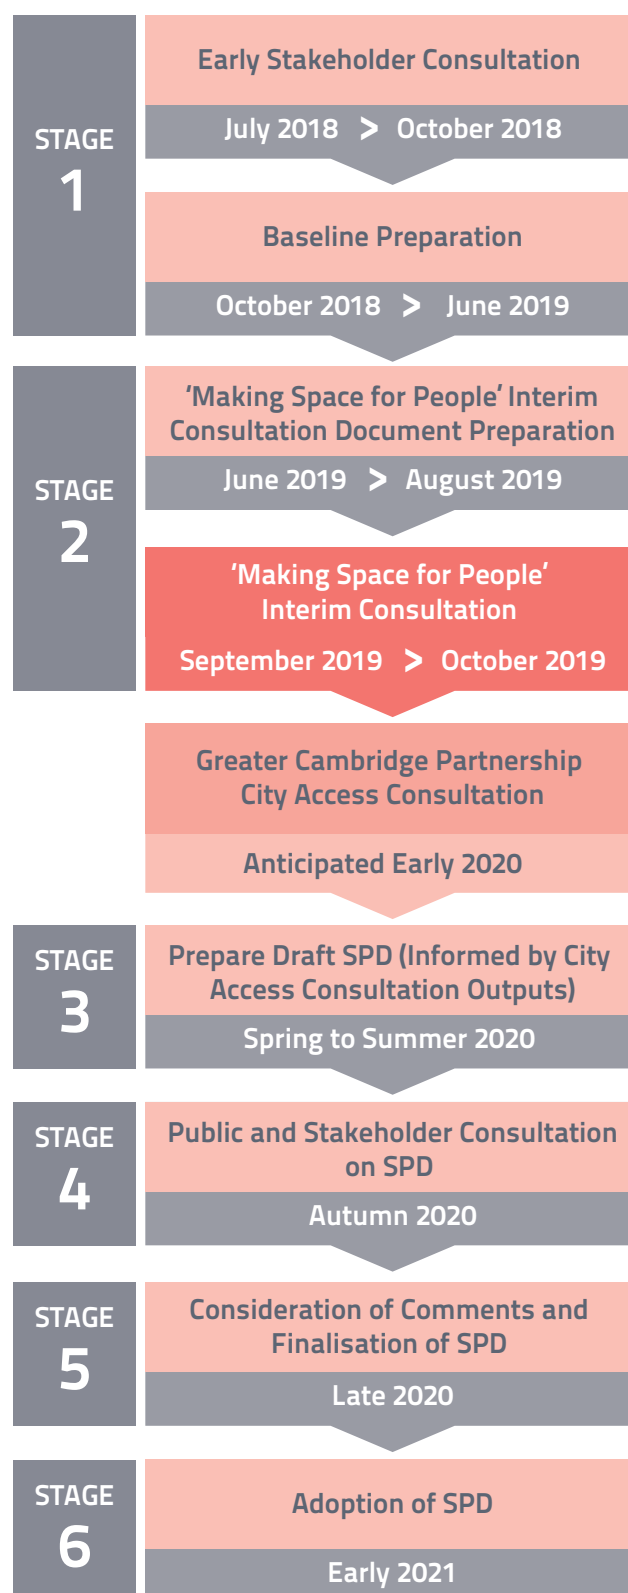 STAGE
1
Early Stakeholder Consultation
July 2018 > October 2018
Baseline Preparation
October 2018 > June 2019
STAGE
2
‘Making Space for People’ Interim
Consultation Document Preparation
June 2019 > August 2019
‘Making Space for People’
Interim Consultation
September 2019 > October 2019
Greater Cambridge Partnership
City Access Consultation
Anticipated Early 2020
STAGE
3
Prepare Draft SPD (Informed by City
Access Consultation Outputs)
Spring to Summer 2020
STAGE
4
Public and Stakeholder Consultation
on SPD
Autumn 2020
STAGE
5
Consideration of Comments and
Finalisation of SPD
Late 2020
STAGE
6
Adoption of SPD
Early 2021